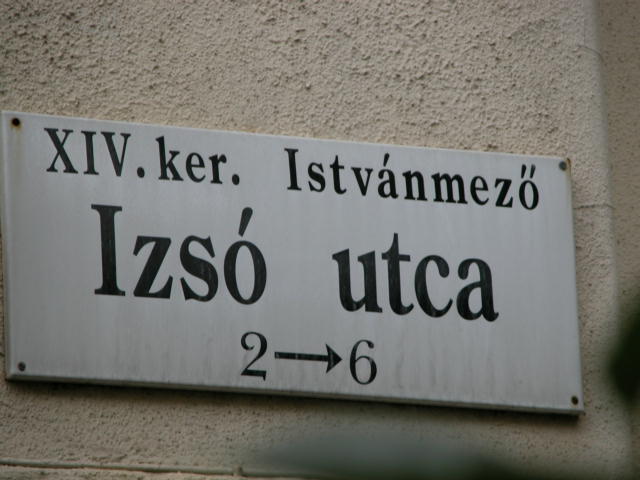 XIV. ker. Istvánmező
Izsó utca
2→6